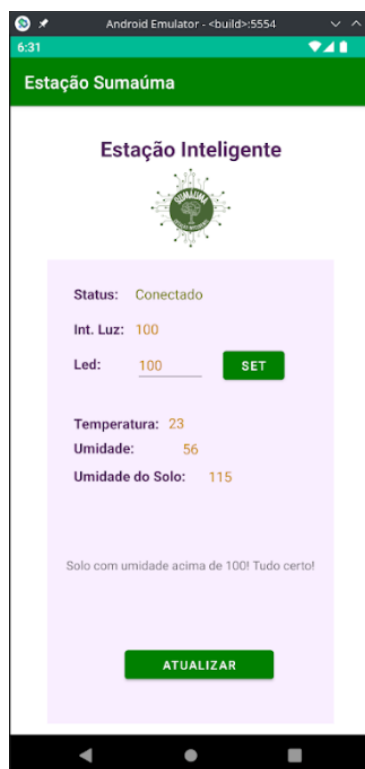 Android Emulator - <build>:5554
6:31
Estação Sumaúma
Estação Inteligente
SUMAÚMA
Status: Conectado
Int. Luz: 100
Led: 100 SET
Temperatura: 23
Umidade: 56
Umidade do Solo: 115
Solo com umidade acima de 100! Tudo certo!
ATUALIZAR